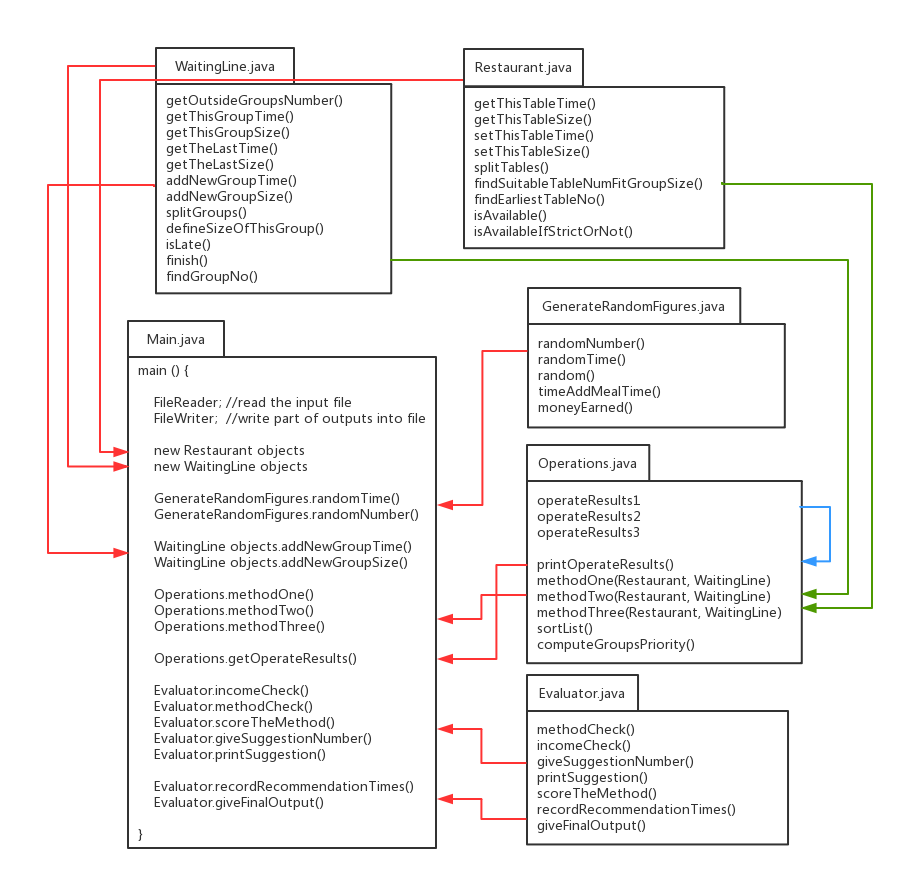 WaitingLine.java
getOutsideGroupsNumber()
getThisGroupTime()
getThisGroupSize()
getTheLastTime()
getTheLastSize()
addNewGroupTime()
addNewGroupSize()
splitGroups()
defineSizeOfThisGroup()
isLate()
finish()
findGroupNo()
Restaurant.java
getThisTableTime()
getThisTableSize()
setThisTableTime()
setThisTableSize()
splitTables()
findSuitableTableNumFitGroupSize()
findEarliestTableNo()
isAvailable()
isAvailableIfStrictOrNot()
Main.java
main () {
FileReader; //read the input file
FileWriter;  //write part of outputs into file
new Restaurant objects
new WaitingLine objects
GenerateRandomFigures.randomTime()
GenerateRandomFigures.randomNumber()
WaitingLine objects.addNewGroupTime()
WaitingLine objects.addNewGroupSize()
Operations.methodOne()
Operations.methodTwo()
Operations.methodThree()
Operations.getOperateResults()
Evaluator.incomeCheck()
Evaluator.methodCheck()
Evaluator.scoreTheMethod()
Evaluator.giveSuggestionNumber()
Evaluator.printSuggestion()
Evaluator.recordRecommendationTimes()
Evaluator.giveFinalOutput()
}
GenerateRandomFigures.java
randomNumber()
randomTime()
random()
timeAddMealTime()
moneyEarned()
Operations.java
operateResults1
operateResults2
operateResults3
printOperateResults()
methodOne(Restaurant, WaitingLine)
methodTwo(Restaurant, WaitingLine)
methodThree(Restaurant, WaitingLine)
sortList()
computeGroupsPriority()
Evaluator.java
methodCheck()
incomeCheck()
giveSuggestionNumber()
printSuggestion()
scoreTheMethod()
recordRecommendationTimes()
giveFinalOutput()